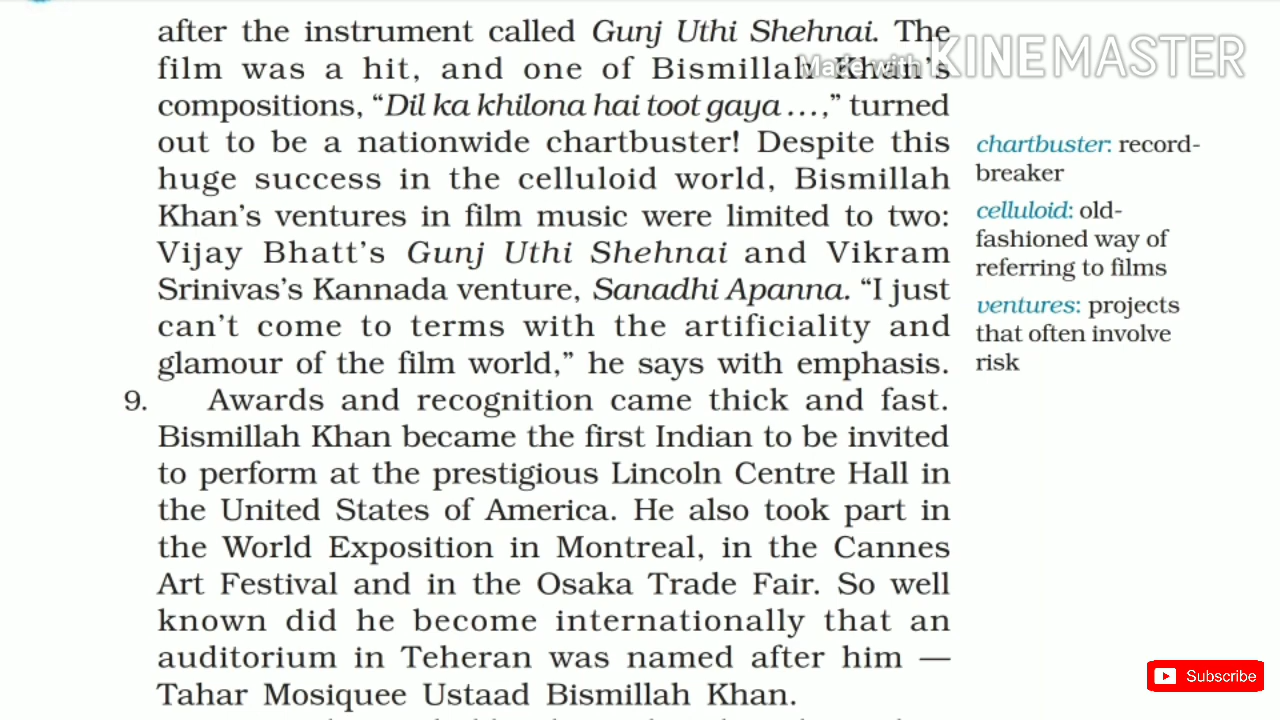 after the instrument called Gunj Uthi Shehnai. The
film was a hit, and one of Bismillah Khan's
compositions, “Dil ka khilona hai toot gaya ...,” turned
out to be a nationwide chartbuster! Despite this
huge success in the celluloid world, Bismillah
Khan's ventures in film music were limited to two:
Vijay Bhatt's Gunj Uthi Shehnai and Vikram
Srinivas's Kannada venture, Sanadhi Apanna. “I just
can't come to terms with the artificiality and
glamour of the film world,” he says with emphasis.
9. Awards and recognition came thick and fast.
Bismillah Khan became the first Indian to be invited
to perform at the prestigious Lincoln Centre Hall in
the United States of America. He also took part in
the World Exposition in Montreal, in the Cannes
Art Festival and in the Osaka Trade Fair. So well
known did he become internationally that an
auditorium in Teheran was named after him —
Tahar Mosiquee Ustaad Bismillah Khan.
chartbuster: record-
breaker
celluloid: old-
fashioned way of
referring to films
ventures: projects
that often involve
risk
Made with KINEMASTER
Subscribe